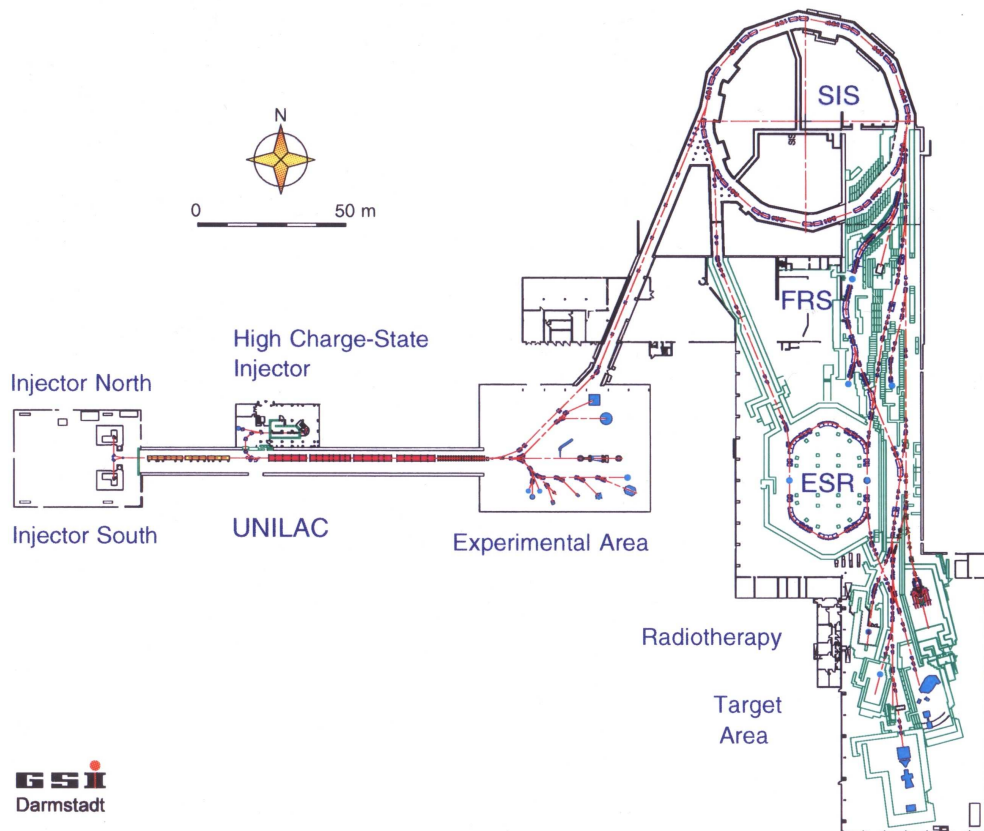 N
0
50 m
SIS
SIS
FRS
High Charge-State
Injector
Injector North
Injector South
UNILAC
Experimental Area
ESR
Radiotherapy
Target
Area
GSI
Darmstadt